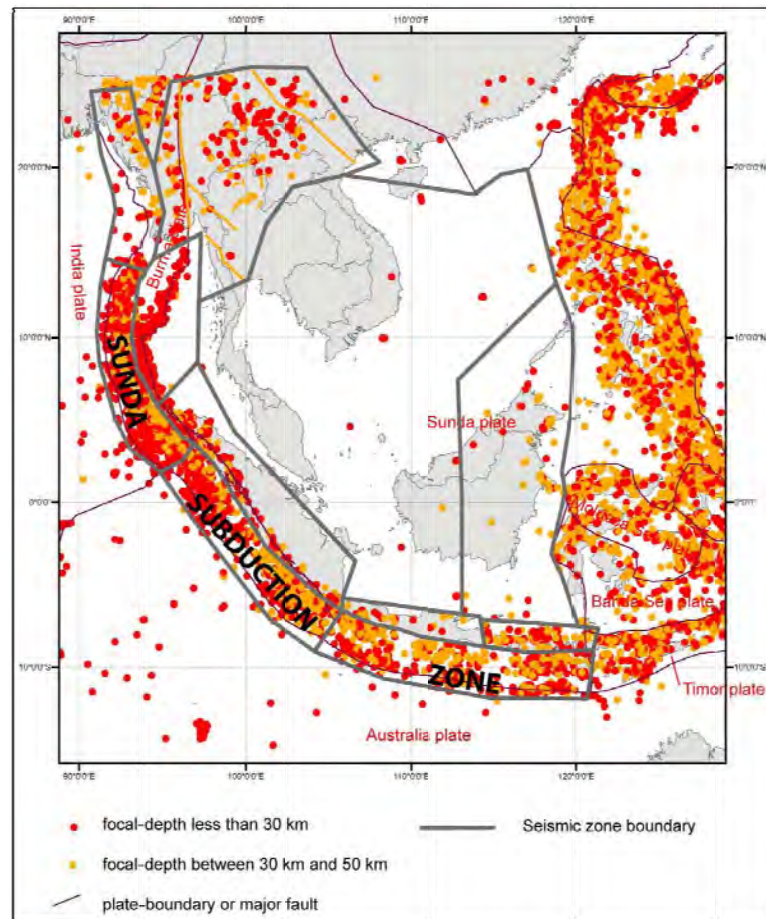 90°0'0"E 100°0'0"E 110°0'0"E 120°0'0"E
20°0'0"N 20°0'0"N
India plate
Burma plate
10°0'0"N 10°0'0"N
SUNDA
Sunda plate
0°0'0" 0°0'0"
SUBDUCTION
Molucca Sea plate
Banda Sea plate
10°0'0"S 10°0'0"S
ZONE
Timor plate
Australia plate
90°0'0"E 100°0'0"E 110°0'0"E 120°0'0"E
focal-depth less than 30 km
Seismic zone boundary
focal-depth between 30 km and 50 km
plate-boundary or major fault